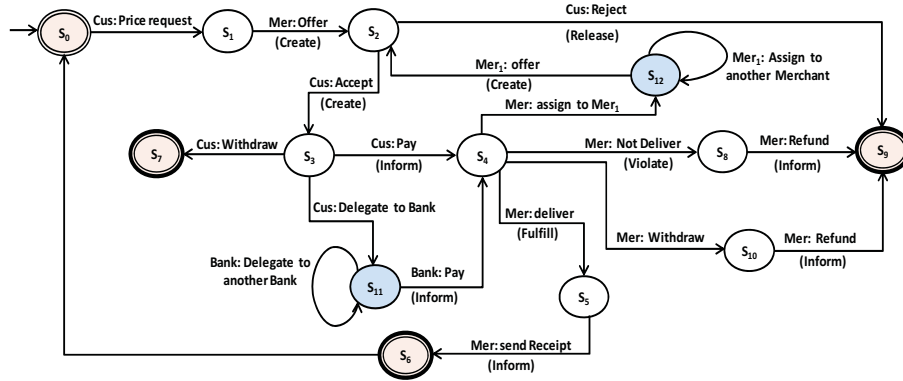 Cus: Reject
(Release)
Cus: Price request
Mer: Offer
(Create)
S0
S1
S2
Mer1: offer
(Create)
S12
Mer1: Assign to
another Merchant
Cus: Accept
(Create)
Mer: assign to Mer1
S7
Cus: Withdraw
S3
Cus: Pay
(Inform)
S4
Mer: Not Deliver
(Violate)
S8
Mer: Refund
(Inform)
S9
Cus: Delegate to Bank
Mer: deliver
(Fulfill)
Mer: Withdraw
S10
Mer: Refund
(Inform)
Bank: Delegate to
another Bank
S11
Bank: Pay
(Inform)
S5
S6
Mer: send Receipt
(Inform)